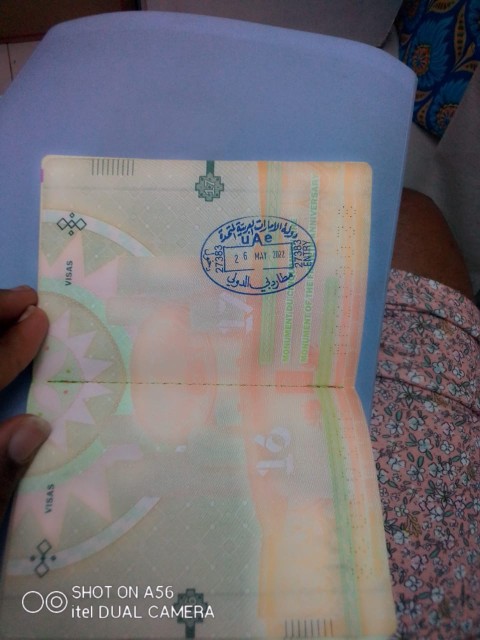 دولة الامارات العربية المتحدة
UAe
27383
26 MAY 2022
27383
ENTRY
مطار دبي الدولي
VISAS
17
16
VISAS
SHOT ON A56
itel DUAL CAMERA